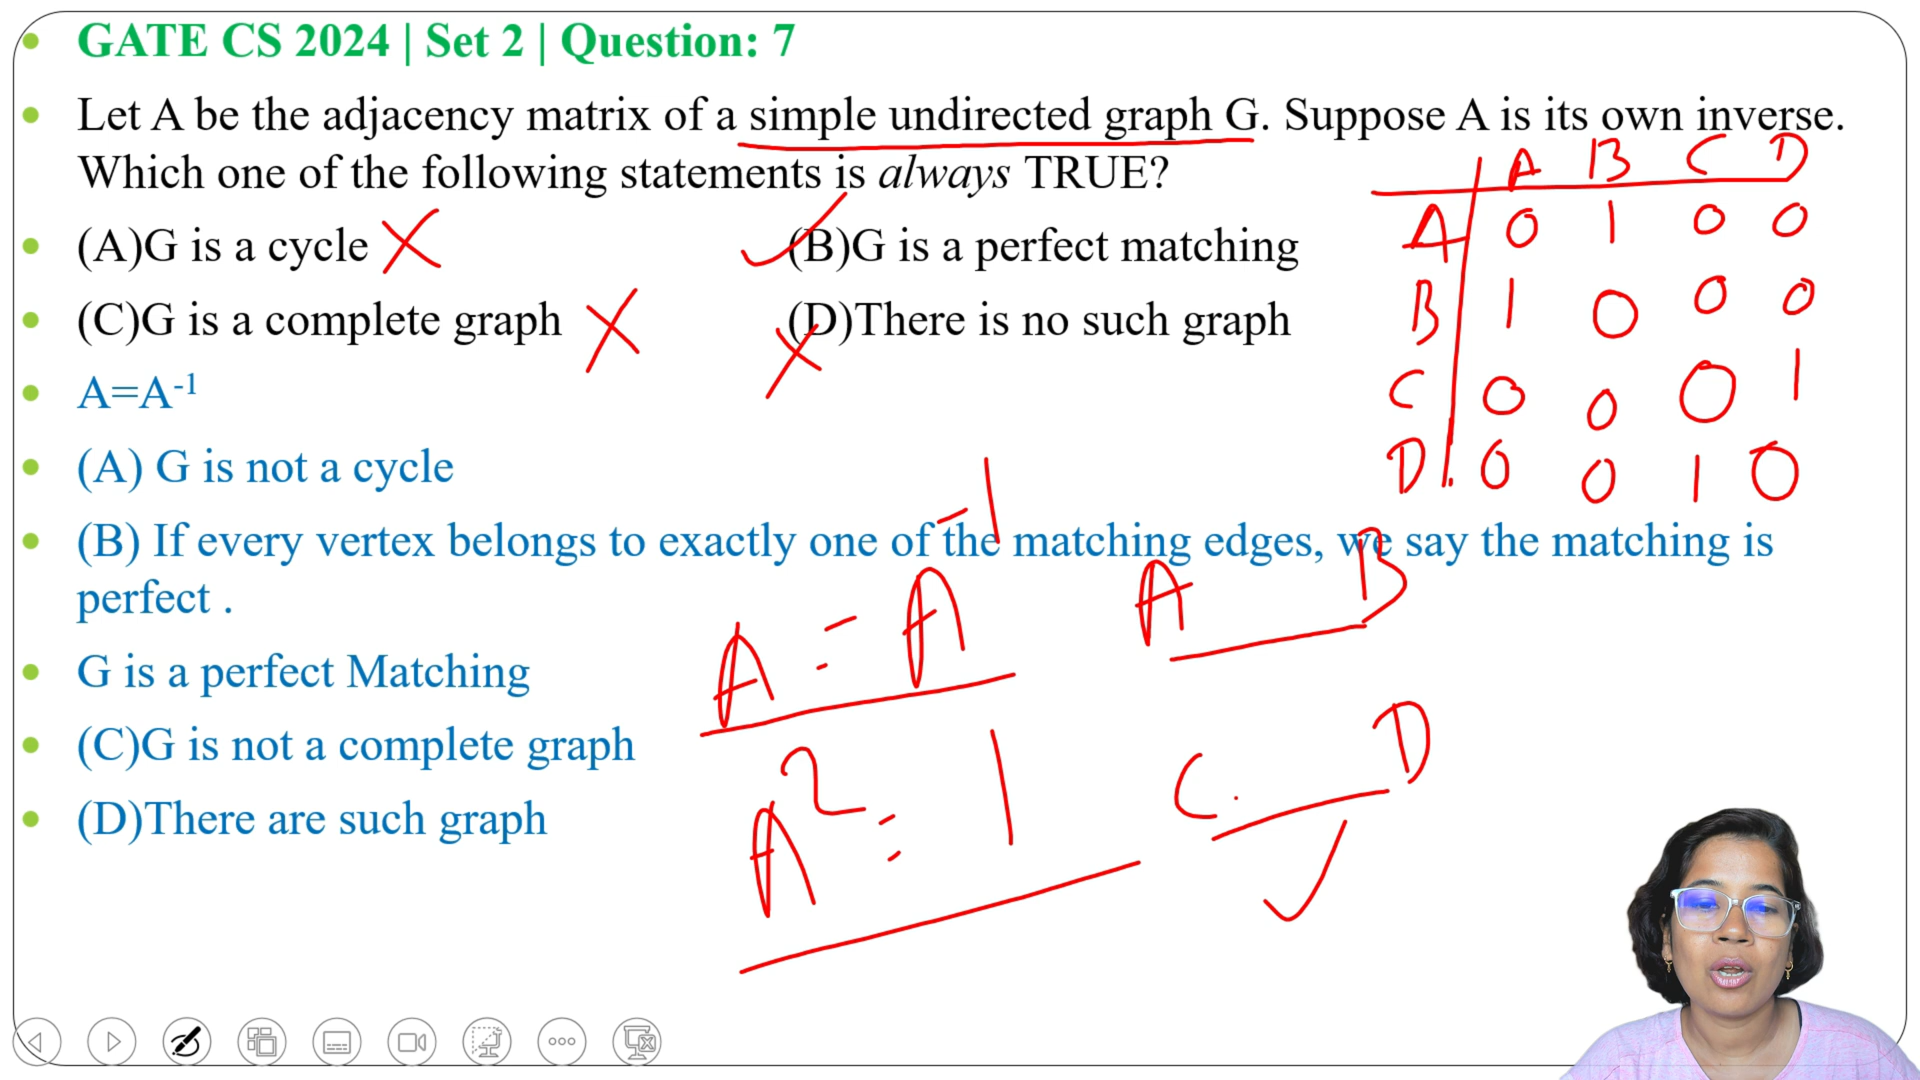 GATE CS 2024 | Set 2 | Question: 7
Let A be the adjacency matrix of a simple undirected graph G. Suppose A is its own inverse.
Which one of the following statements is always TRUE?
(A)G is a cycle (B)G is a perfect matching
(C)G is a complete graph (D)There is no such graph
A B C D
A 0 1 0 0
B 1 0 0 0
C 0 0 0 1
D 0 0 1 0
A=A-1
(A) G is not a cycle
(B) If every vertex belongs to exactly one of the matching edges, we say the matching is
perfect .
G is a perfect Matching
(C)G is not a complete graph
(D)There are such graph
A = A -1
A2 = 1
A B
C D